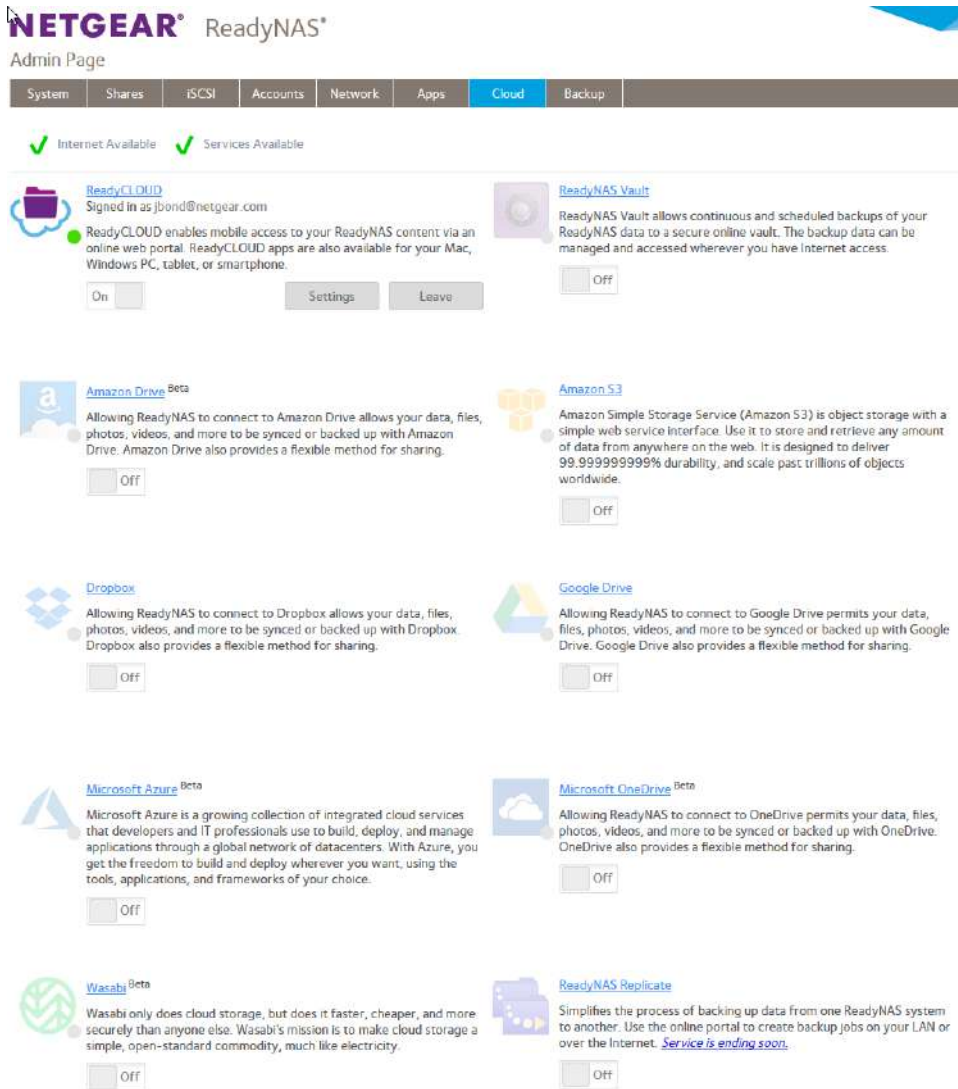 NETGEAR® ReadyNAS®
Admin Page
System Shares iSCSI Accounts Network Apps Cloud Backup
Internet Available Services Available
ReadyCLOUD
Signed in as jbond@netgear.com
ReadyCLOUD enables mobile access to your ReadyNAS content via an
online web portal. ReadyCLOUD apps are also available for your Mac,
Windows PC, tablet, or smartphone.
On Settings Leave
ReadyNAS Vault
ReadyNAS Vault allows continuous and scheduled backups of your
ReadyNAS data to a secure online vault. The backup data can be
managed and accessed wherever you have Internet access.
Off
Amazon Drive Beta
Allowing ReadyNAS to connect to Amazon Drive allows your data, files,
photos, videos, and more to be synced or backed up with Amazon
Drive. Amazon Drive also provides a flexible method for sharing.
Off
Amazon S3
Amazon Simple Storage Service (Amazon S3) is object storage with a
simple web service interface. Use it to store and retrieve any amount
of data from anywhere on the web. It is designed to deliver
99.999999999% durability, and scale past trillions of objects
worldwide.
Off
Dropbox
Allowing ReadyNAS to connect to Dropbox allows your data, files,
photos, videos, and more to be synced or backed up with Dropbox.
Dropbox also provides a flexible method for sharing.
Off
Google Drive
Allowing ReadyNAS to connect to Google Drive permits your data,
files, photos, videos, and more to be synced or backed up with Google
Drive. Google Drive also provides a flexible method for sharing.
Off
Microsoft Azure Beta
Microsoft Azure is a growing collection of integrated cloud services
that developers and IT professionals use to build, deploy, and manage
applications through a global network of datacenters. With Azure, you
get the freedom to build and deploy wherever you want, using the
tools, applications, and frameworks of your choice.
Off
Microsoft OneDrive Beta
Allowing ReadyNAS to connect to OneDrive permits your data, files,
photos, videos, and more to be synced or backed up with OneDrive.
OneDrive also provides a flexible method for sharing.
Off
Wasabi Beta
Wasabi only does cloud storage, but does it faster, cheaper, and more
securely than anyone else. Wasabi's mission is to make cloud storage a
simple, open-standard commodity, much like electricity.
Off
ReadyNAS Replicate
Simplifies the process of backing up data from one ReadyNAS system
to another. Use the online portal to create backup jobs on your LAN or
over the Internet. Service is ending soon.
Off